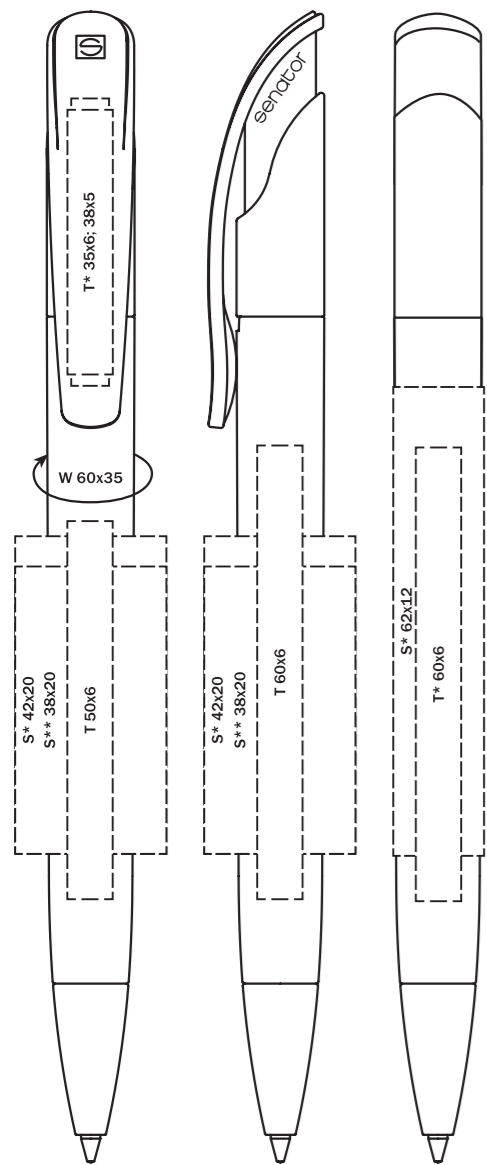 S
T* 35x6; 38x5
W 60x35
S* 42x20
S** 38x20
T 50x6
senator
S* 42x20
S** 38x20
T 60x6
S* 62x12
T* 60x6